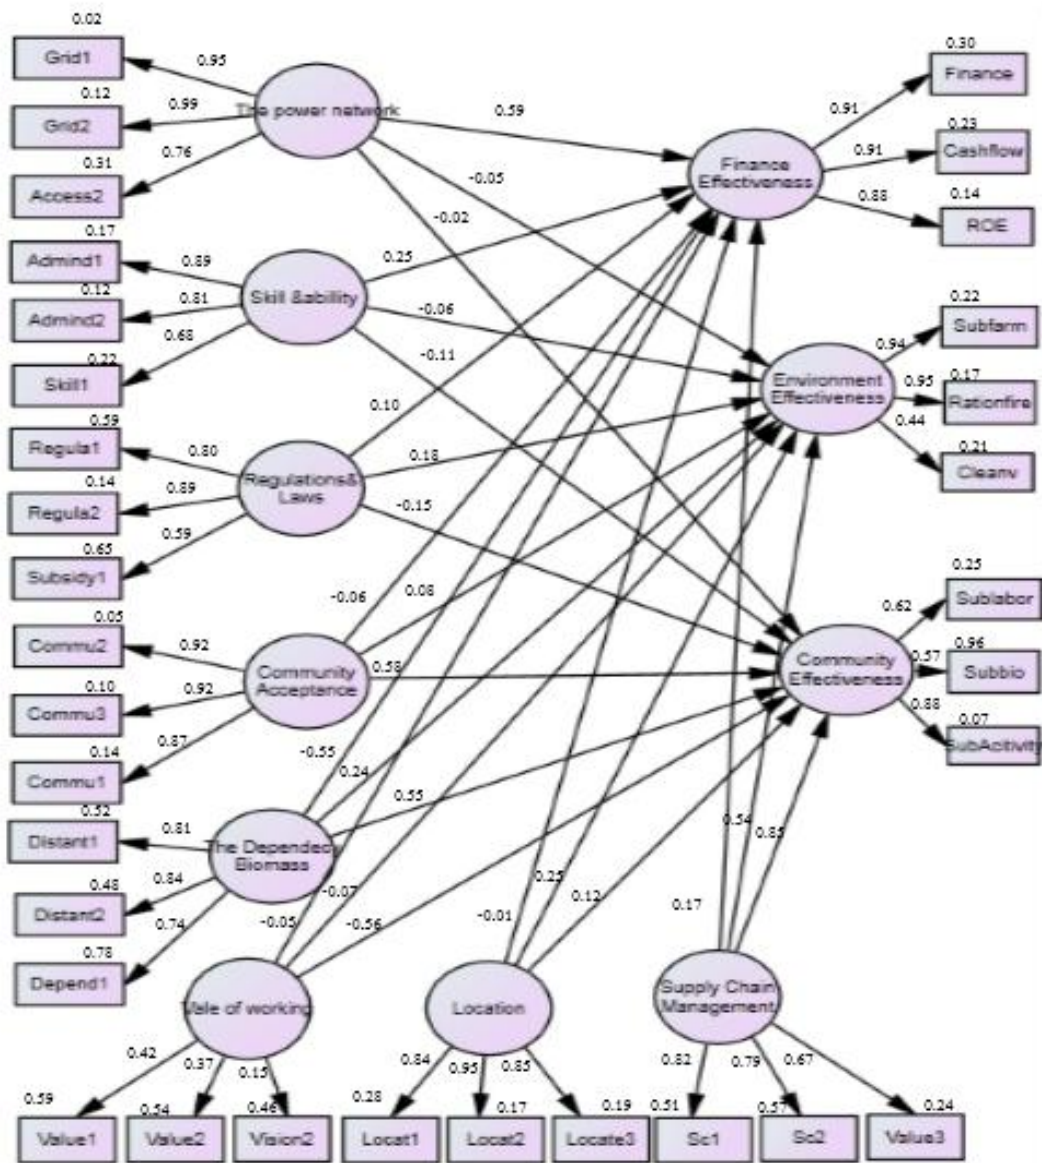 0.02
Grid1
0.95
0.12
Grid2
0.99
0.31
Access2
0.76
The power network
0.59
-0.05
-0.02
0.17
Admind1
0.89
0.12
Admind2
0.81
0.22
Skill1
0.68
Skill &ability
0.25
-0.06
-0.11
0.59
Regula1
0.80
0.14
Regula2
0.89
0.65
Subsidy1
0.59
Regulations&
Laws
0.10
0.18
-0.15
0.05
Commu2
0.92
0.10
Commu3
0.92
0.14
Commu1
0.87
Community
Acceptance
-0.06
0.08
0.58
0.52
Distant1
0.81
0.48
Distant2
0.84
0.78
Depend1
0.74
The Dependecy
Biomass
-0.55
0.24
0.55
Vale of working
-0.05
-0.07
-0.56
0.42
0.37
0.15
0.59
Value1
0.54
Value2
0.46
Vision2
Location
-0.01
0.25
0.12
0.84
0.95
0.85
0.28
Locat1
0.17
Locat2
0.19
Locate3
Supply Chain
Management
0.17
0.54
0.85
0.82
0.79
0.67
0.51
Sc1
0.57
Sc2
0.24
Value3
Finance
Effectiveness
0.91
0.30
Finance
0.91
0.23
Cashflow
0.88
0.14
ROE
Environment
Effectiveness
0.94
0.22
Subfarm
0.95
0.17
Rationfire
0.44
0.21
Cleanv
Community
Effectiveness
0.62
0.25
Sublabor
0.57
0.96
Subbio
0.88
0.07
SubAcitivity